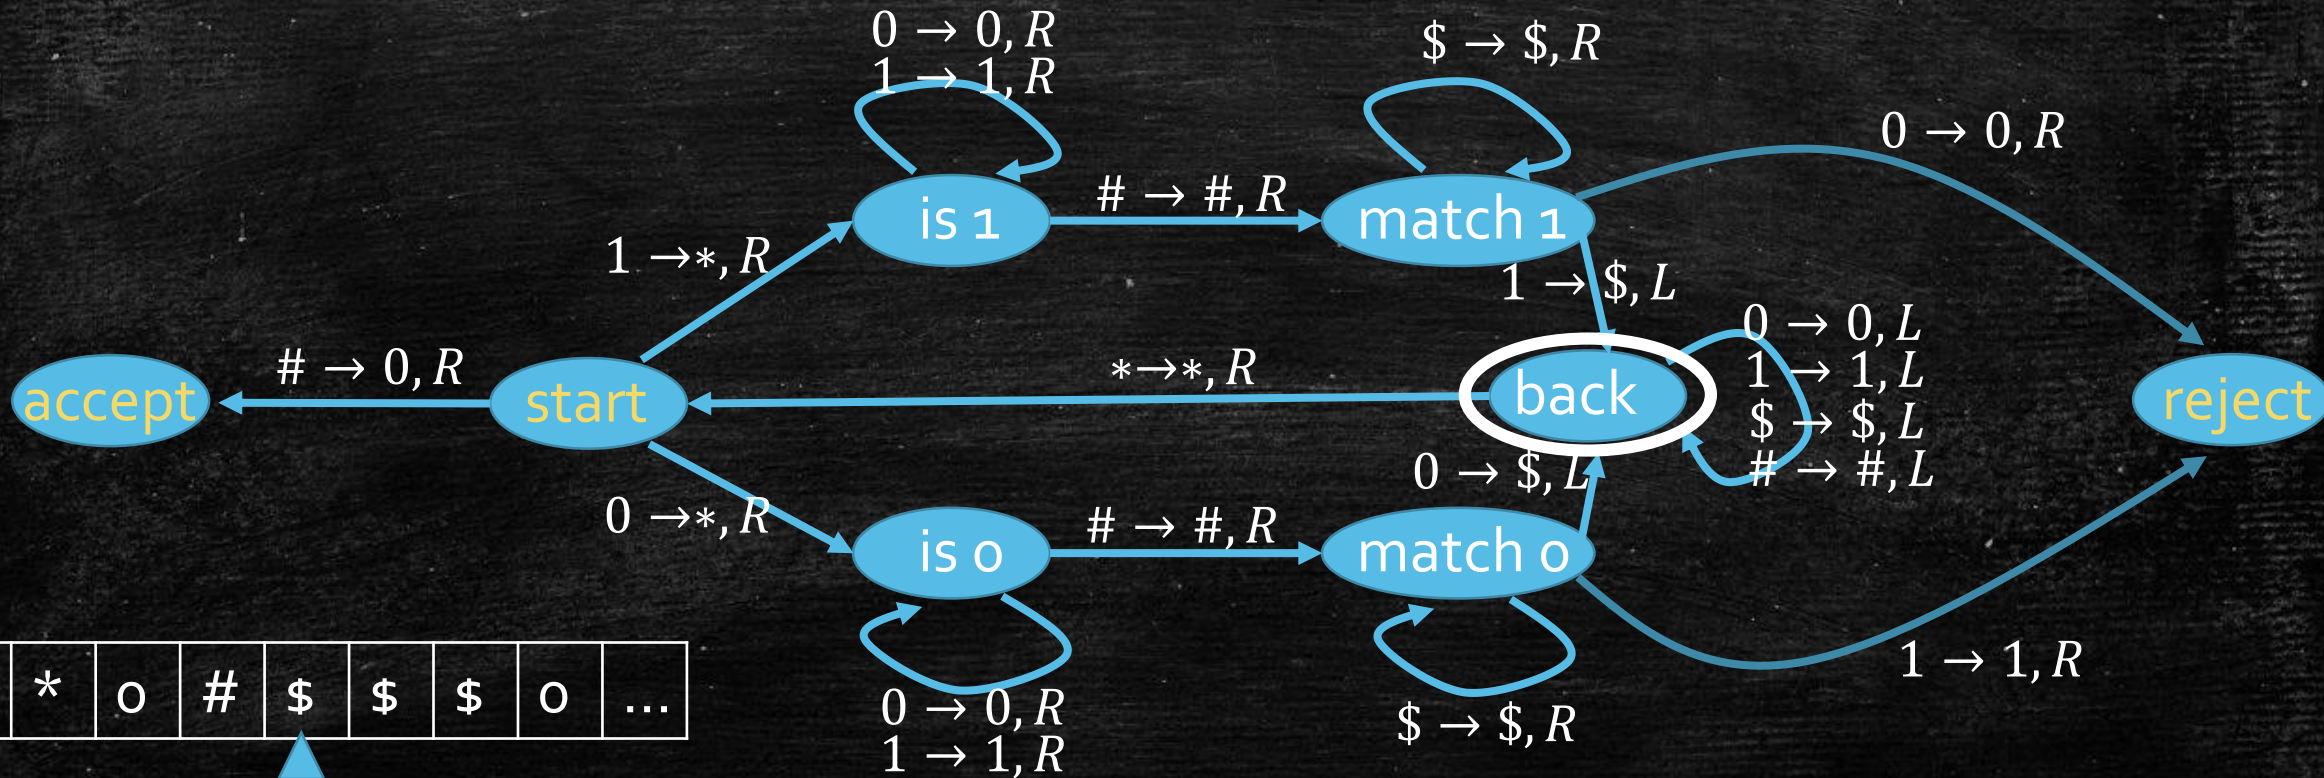 0 → 0, R
1 → 1, R
$ → $, R
0 → 0, R
is 1
# → #, R
match 1
1 →*, R
1 → $, L
accept
# → 0, R
start
*→*, R
back
0 → 0, L
1 → 1, L
$ → $, L
# → #, L
reject
0 → $, L
0 →*, R
is 0
# → #, R
match 0
1 → 1, R
* 0 # $ $ $ 0 ...
0 → 0, R
1 → 1, R
$ → $, R